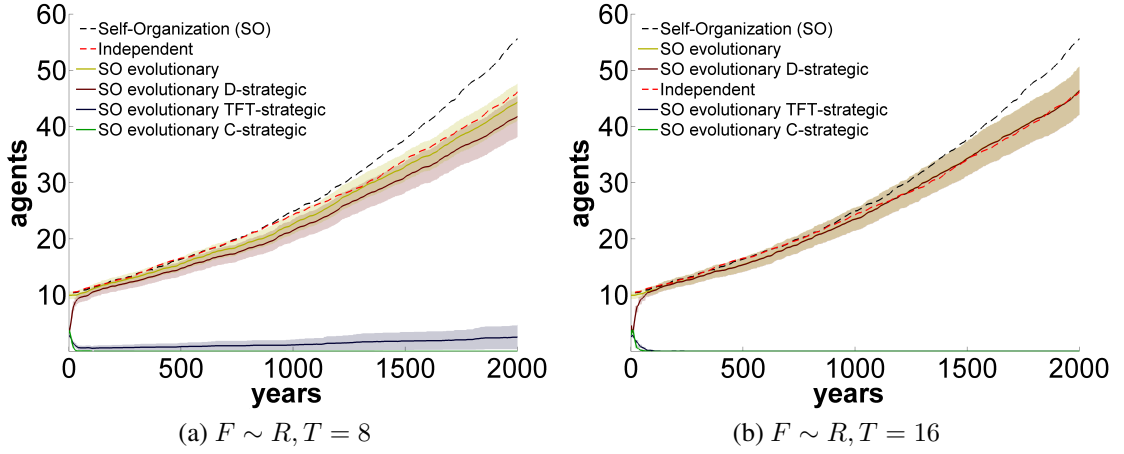 60
50
40
30
20
10
agents
Self-Organization (SO)
Independent
SO evolutionary
SO evolutionary D-strategic
SO evolutionary TFT-strategic
SO evolutionary C-strategic
0 500 1000 1500 2000
years
(a) F ∼ R, T = 8
60
50
40
30
20
10
agents
Self-Organization (SO)
SO evolutionary
SO evolutionary D-strategic
Independent
SO evolutionary TFT-strategic
SO evolutionary C-strategic
0 500 1000 1500 2000
years
(b) F ∼ R, T = 16